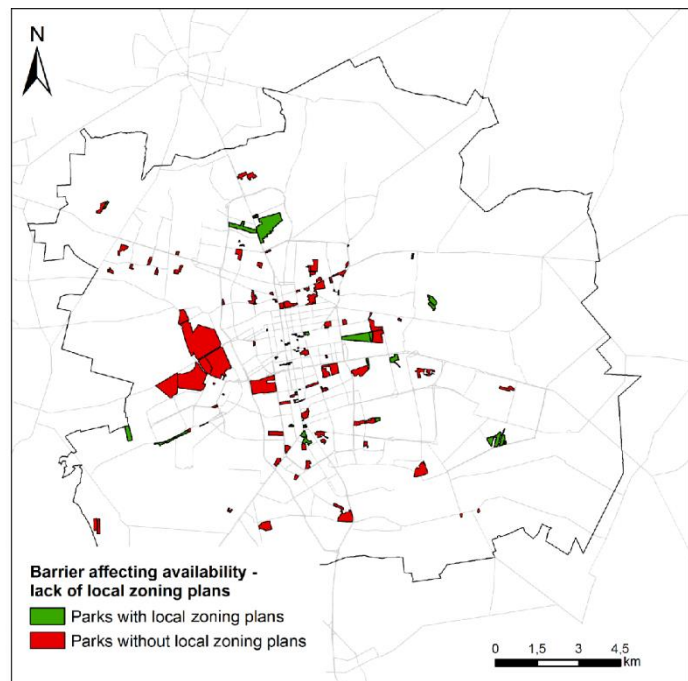 N
Barrier affecting availability -
lack of local zoning plans
Parks with local zoning plans
Parks without local zoning plans
0 1,5 3 4,5
km